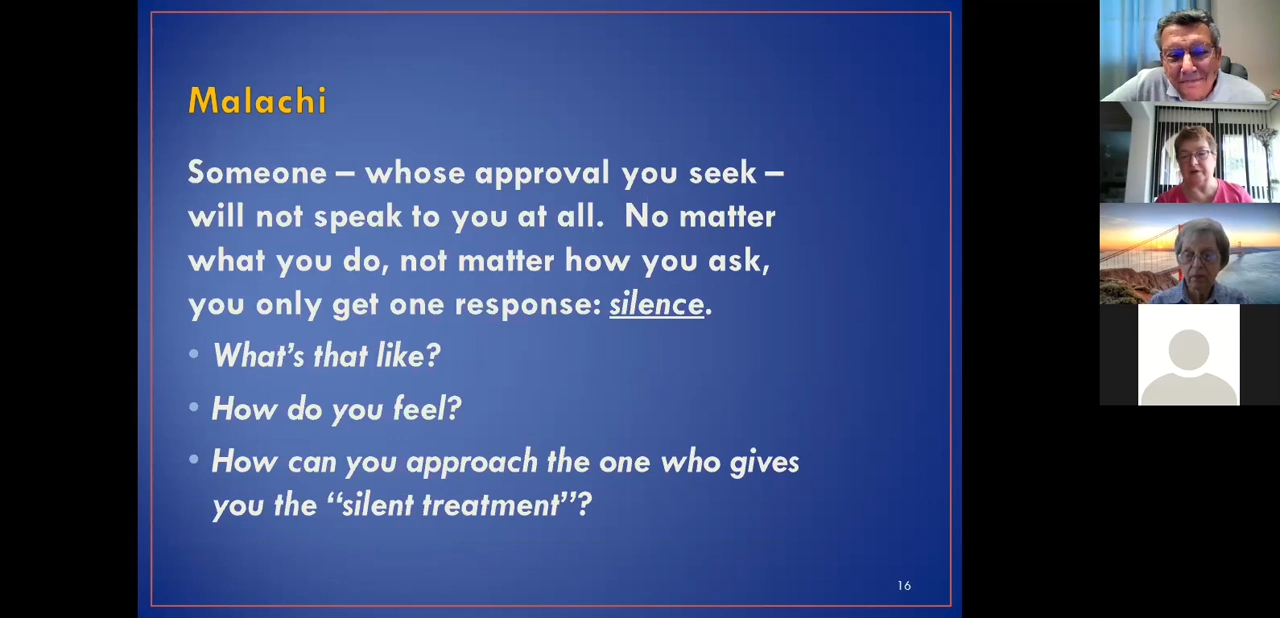 Malachi
Someone – whose approval you seek –
will not speak to you at all.  No matter
what you do, not matter how you ask,
you only get one response: silence.
• What's that like?
• How do you feel?
• How can you approach the one who gives
you the “silent treatment”?
16